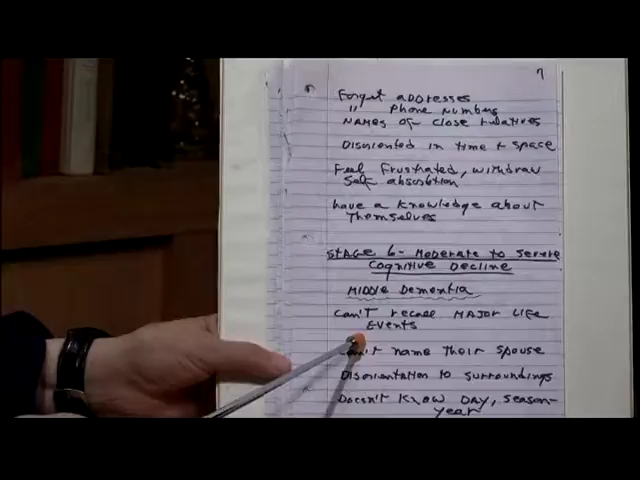 7
Forget addresses
" Phone Numbers
Names of close relatives
Disoriented in time + space
Feel frustrated, withdraw
Self absorbtion
have a knowledge about
Themselves
Stage 6 - Moderate to Severe
Cognitive Decline
Middle Dementia
Can't recall Major Life
Events
Can't name Their Spouse
Disorientation to surroundings
Doesn't Know Day, season-
year